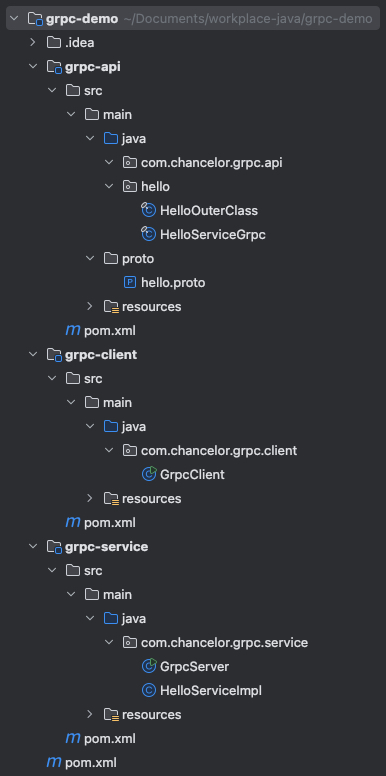 grpc-demo ~/Documents/workplace-java/grpc-demo
.idea
grpc-api
src
main
java
com.chancelor.grpc.api
hello
HelloOuterClass
HelloServiceGrpc
proto
hello.proto
resources
pom.xml
grpc-client
src
main
java
com.chancelor.grpc.client
GrpcClient
resources
pom.xml
grpc-service
src
main
java
com.chancelor.grpc.service
GrpcServer
HelloServiceImpl
resources
pom.xml
pom.xml